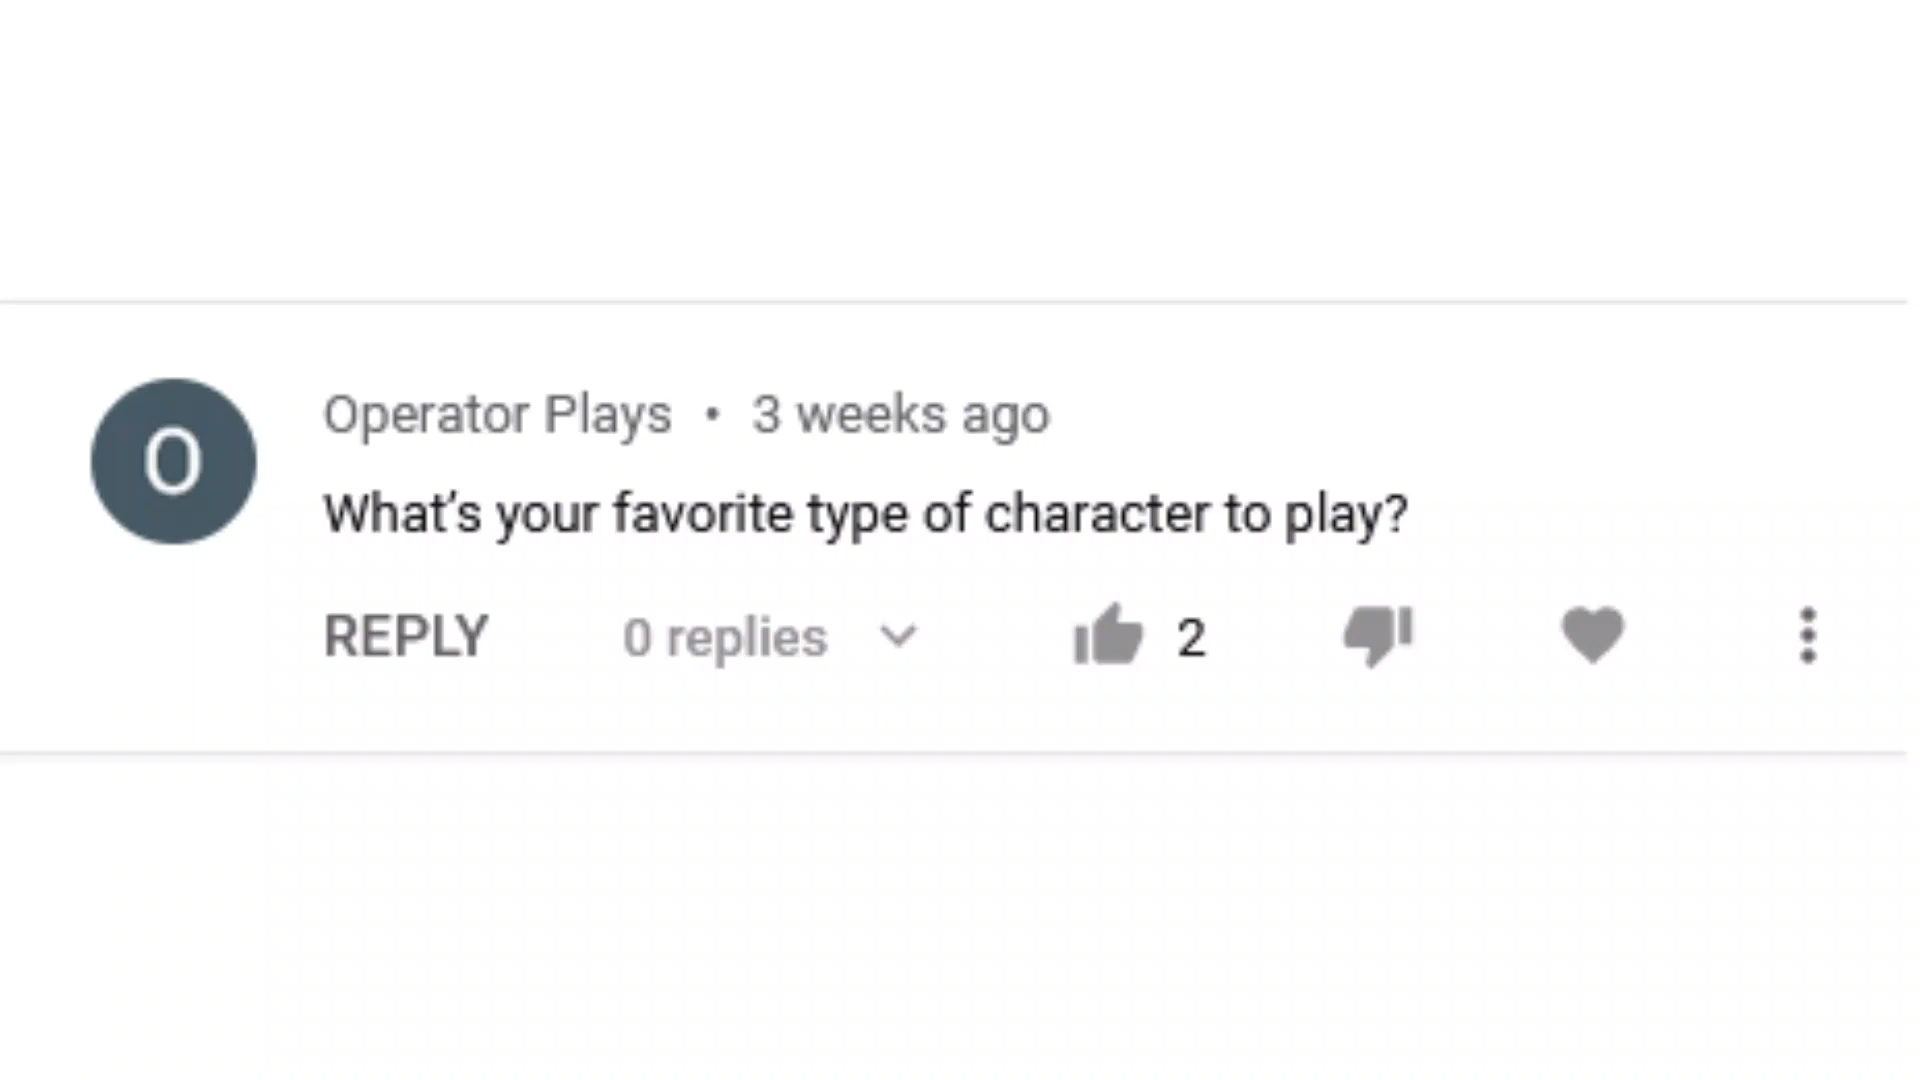 O
Operator Plays • 3 weeks ago
What's your favorite type of character to play?
REPLY 0 replies 2